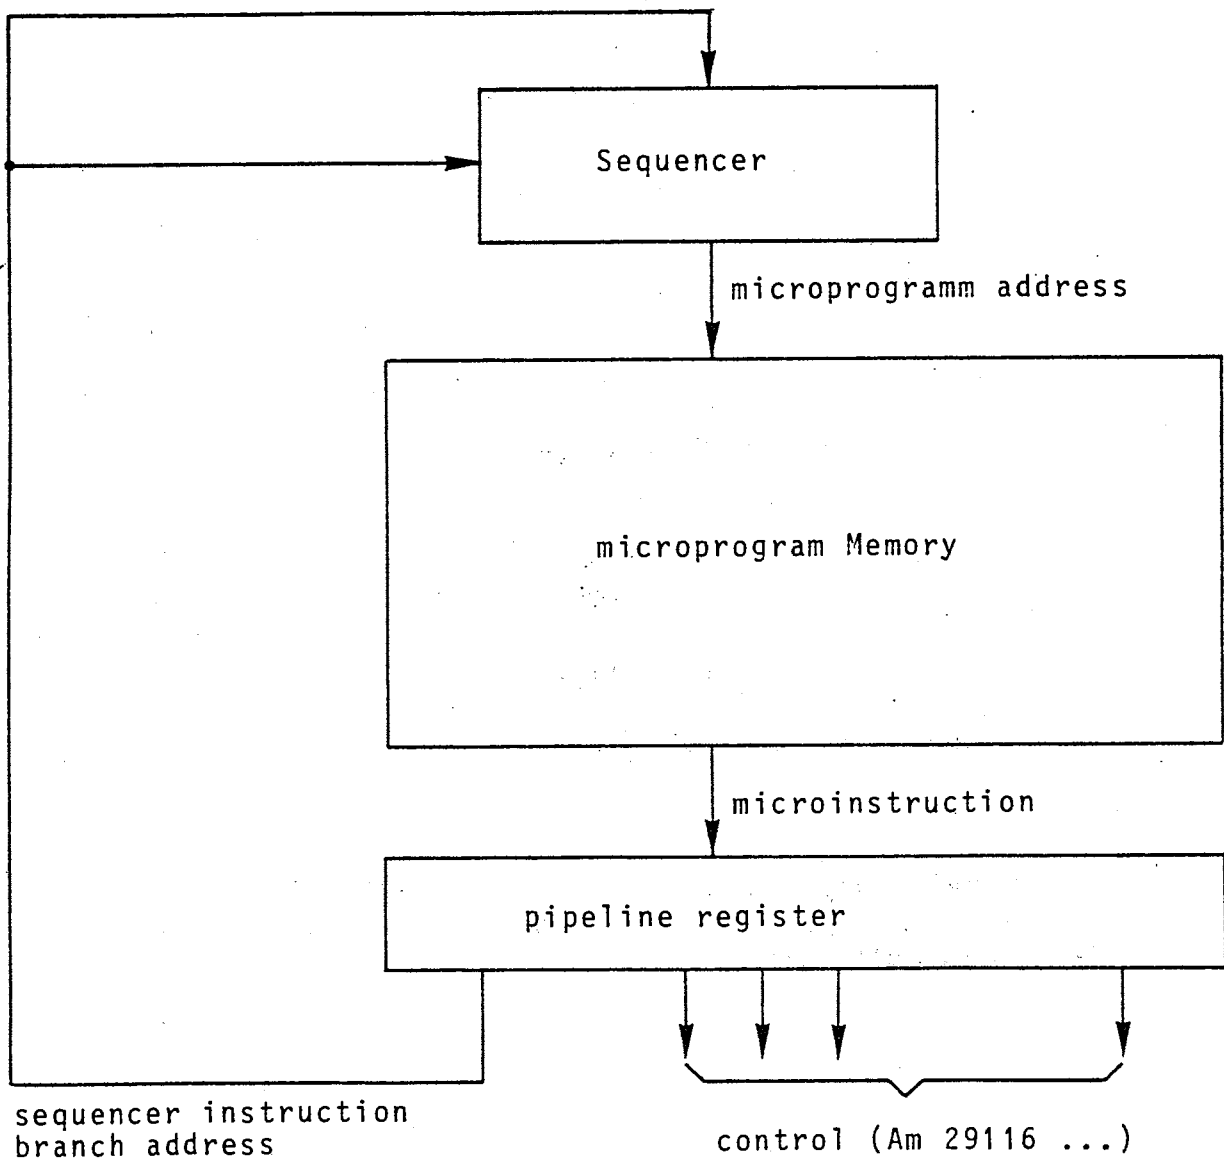 Sequencer
microprogramm address
microprogram Memory
microinstruction
pipeline register
sequencer instruction
branch address
control (Am 29116 ...)